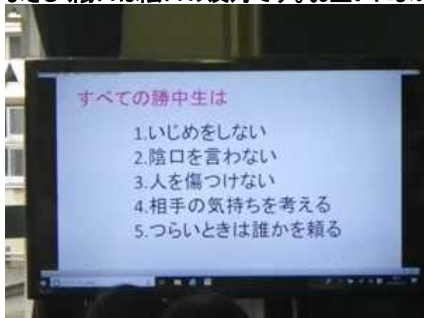 すべての勝中生は
1.いじめをしない
2.陰口を言わない
3.人を傷つけない
4.相手の気持ちを考える
5.つらいときは誰かを頼る